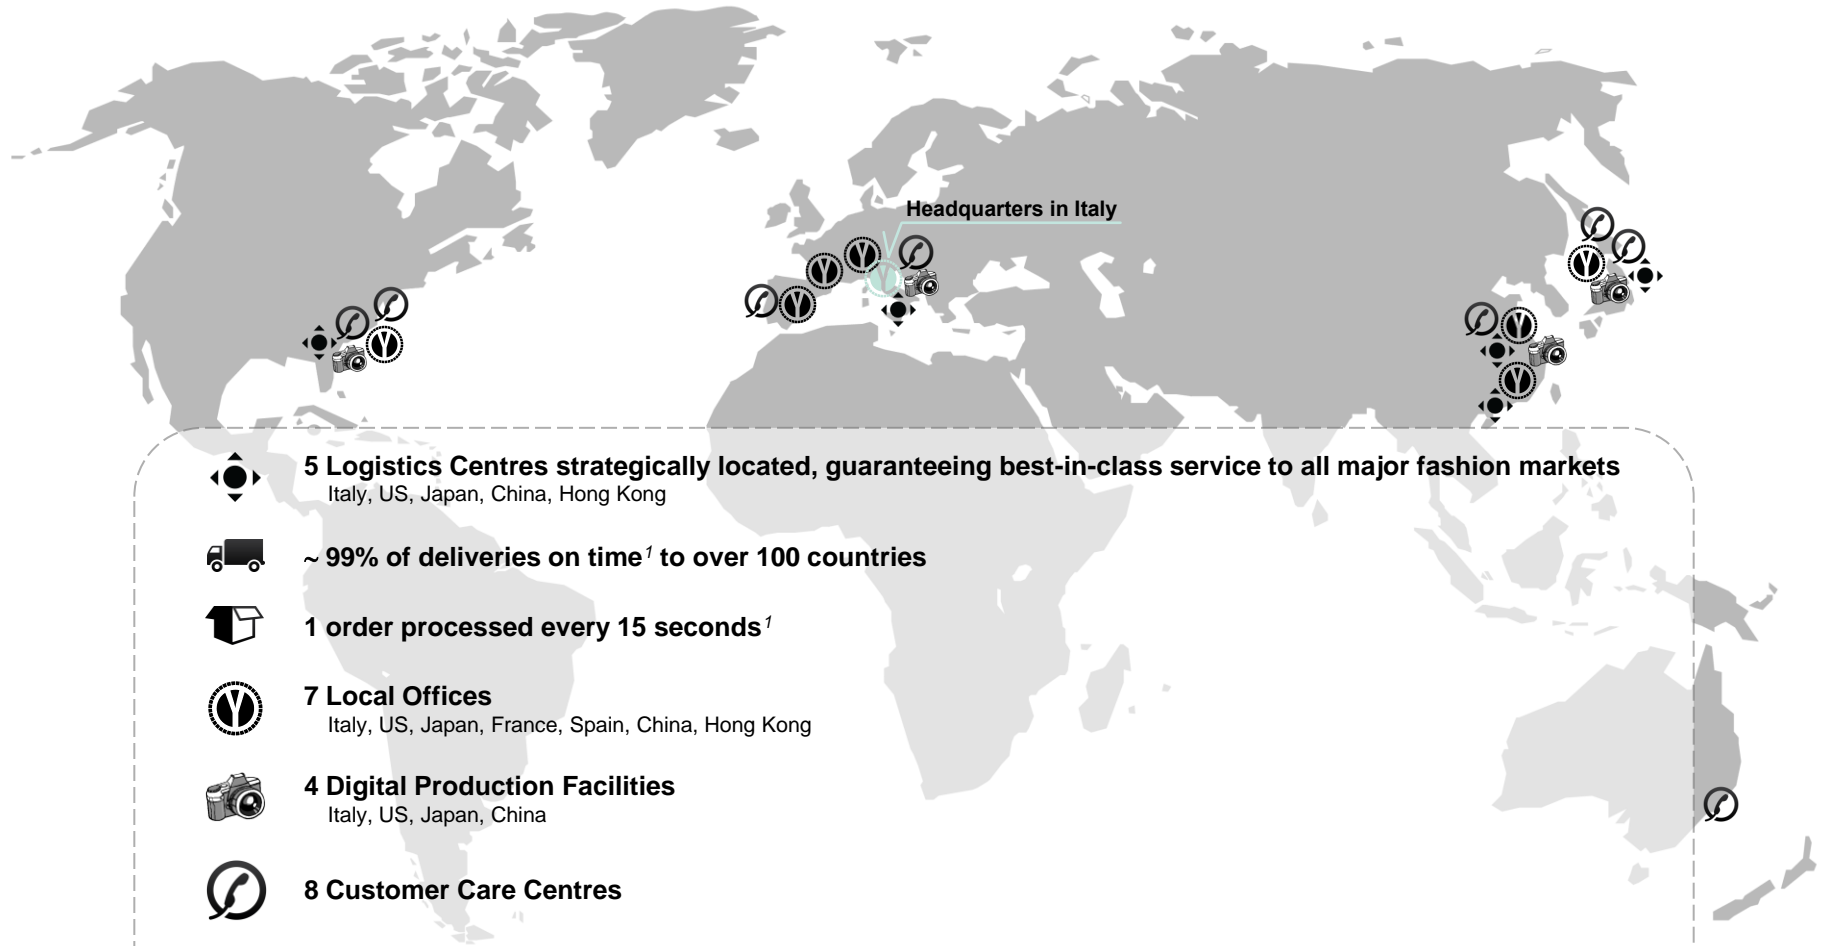 Headquarters in Italy
5 Logistics Centres strategically located, guaranteeing best-in-class service to all major fashion markets
Italy, US, Japan, China, Hong Kong
~ 99% of deliveries on time1 to over 100 countries
1 order processed every 15 seconds1
7 Local Offices
Italy, US, Japan, France, Spain, China, Hong Kong
4 Digital Production Facilities
Italy, US, Japan, China
8 Customer Care Centres